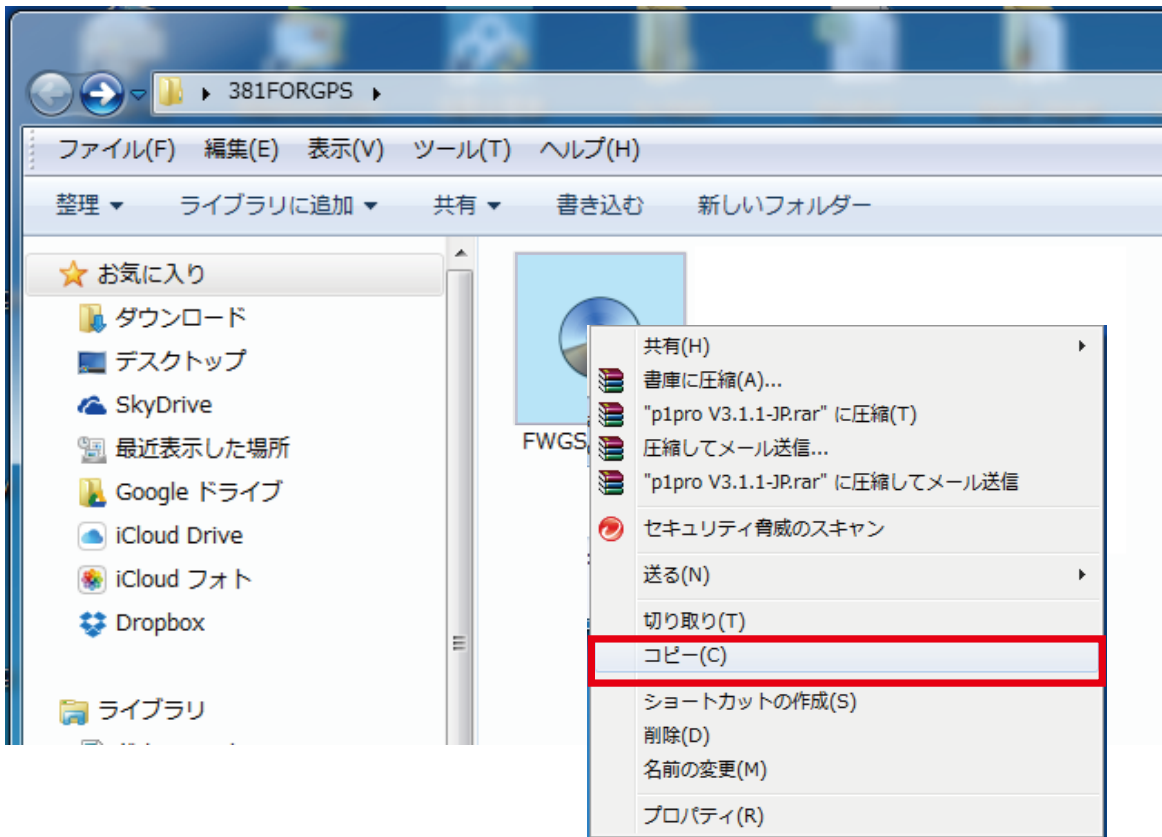 381FORGPS
ファイル(F) 編集(E) 表示(V) ツール(T) ヘルプ(H)
整理 ライブラリに追加 共有 書き込む 新しいフォルダー
お気に入り
ダウンロード
デスクトップ
SkyDrive
最近表示した場所
Google ドライブ
iCloud Drive
iCloud フォト
Dropbox
ライブラリ
FWGS
共有(H)
書庫に圧縮(A)...
"p1pro V3.1.1-JP.rar" に圧縮(T)
圧縮してメール送信...
"p1pro V3.1.1-JP.rar" に圧縮してメール送信
セキュリティ脅威のスキャン
送る(N)
切り取り(T)
コピー(C)
ショートカットの作成(S)
削除(D)
名前の変更(M)
プロパティ(R)